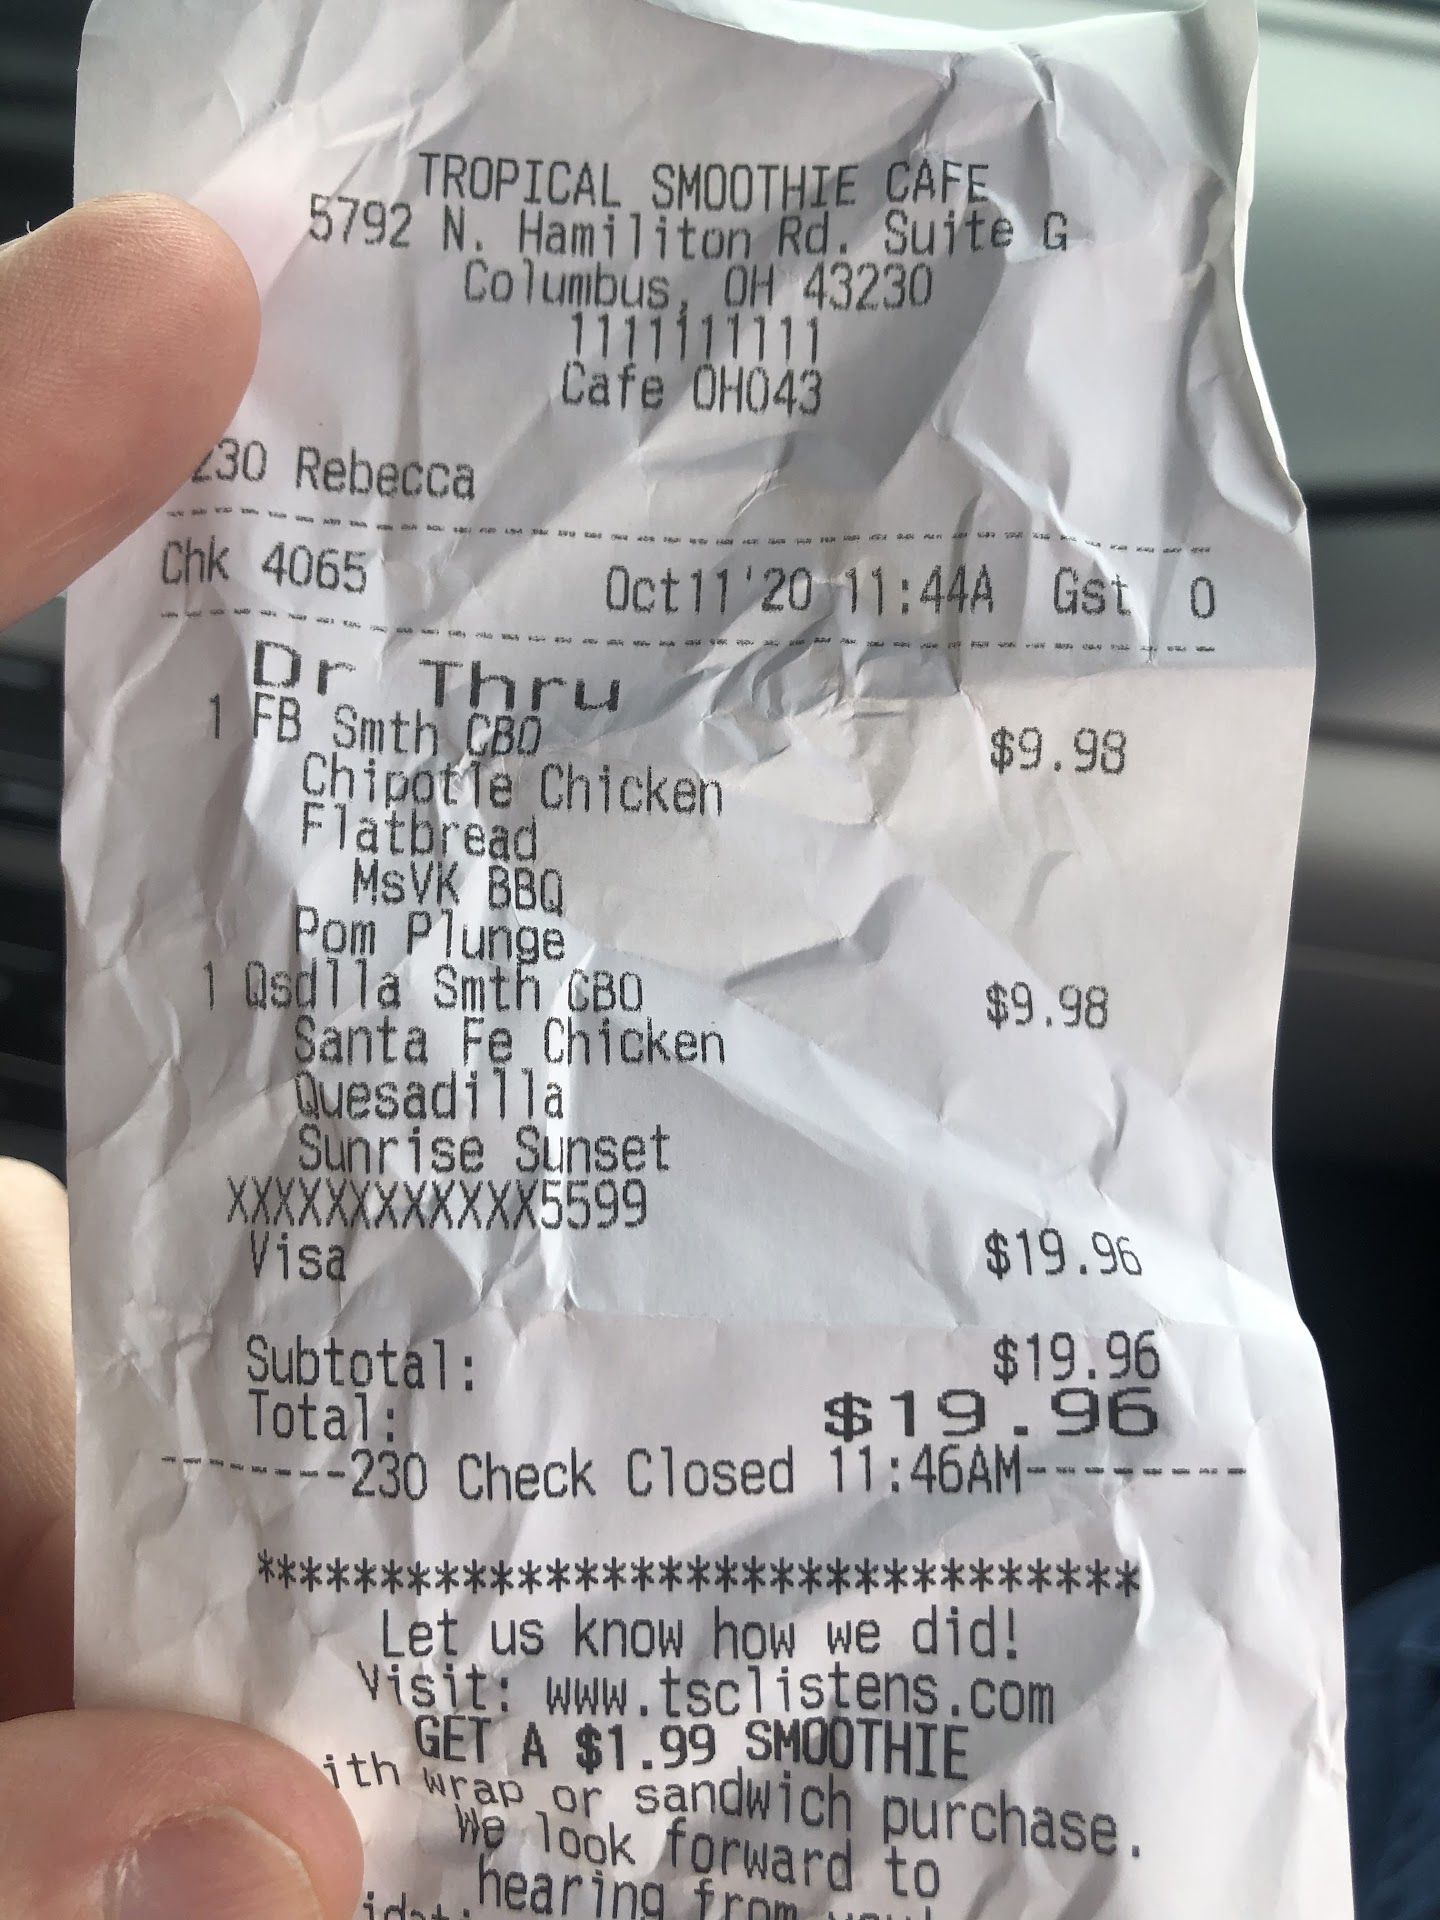 TROPICAL SMOOTHIE CAFE
5792 N. Hamiliton Rd. Suite G
Columbus, OH 43230
1111111111
Cafe OH043
230 Rebecca
Chk 4065 Oct11'20 11:44A Gst 0
Dr Thru
1 FB Smth CBO $9.98
Chipotle Chicken
Flatbread
MsVK BBQ
Pom Plunge
1 Qsdlla Smth CBO $9.98
Santa Fe Chicken
Quesadilla
Sunrise Sunset
XXXXXXXXXXXX5599
Visa $19.96
Subtotal: $19.96
Total: $19.96
--------230 Check Closed 11:46AM---------
********************************
Let us know how we did!
Visit: www.tsclistens.com
GET A $1.99 SMOOTHIE
ith wrap or sandwich purchase.
We look forward to
hearing from you!